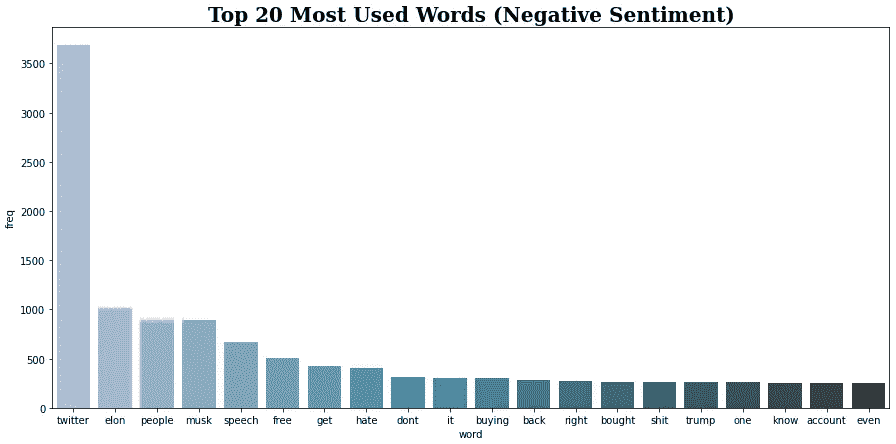 Top 20 Most Used Words (Negative Sentiment)
freq
3500
3000
2500
2000
1500
1000
500
0
twitter elon people musk speech free get hate dont it buying back right bought shit trump one know account even
word